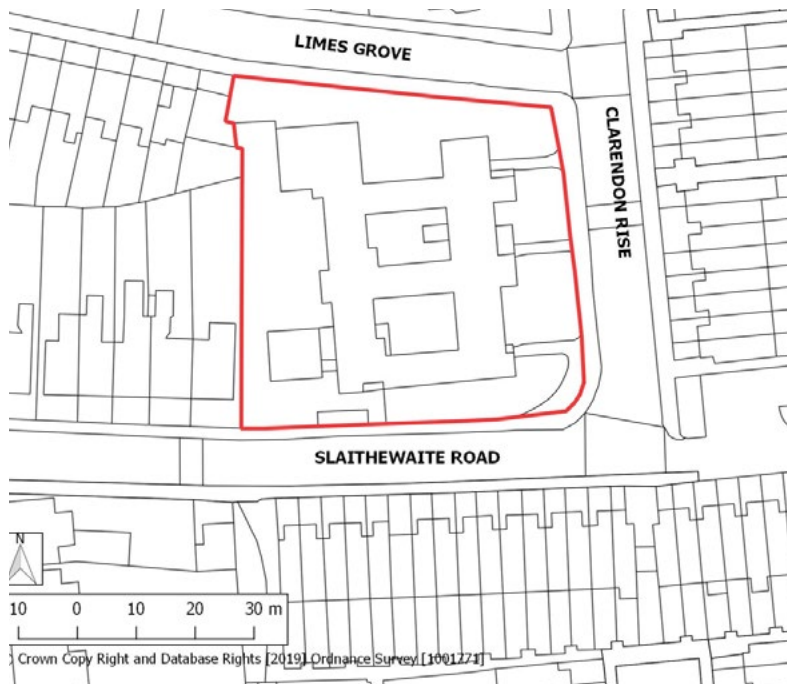 LIMES GROVE
CLARENDON RISE
SLAITHEWAITE ROAD
N
10 0 10 20 30 m
Crown Copy Right and Database Rights [2019] Ordnance Survey [1001771]